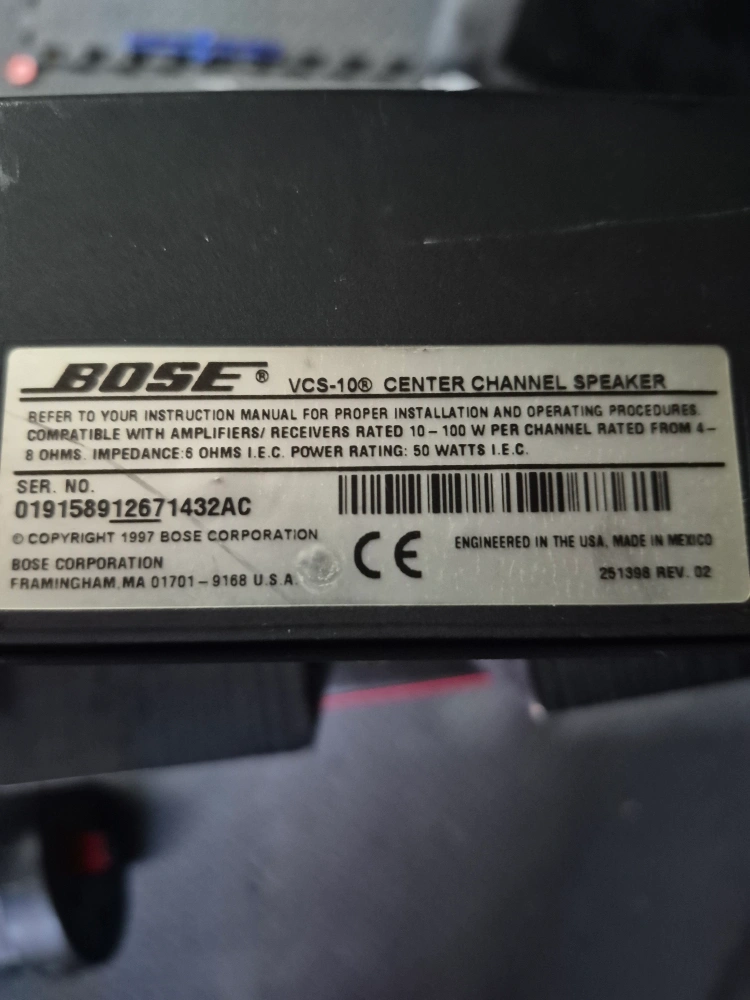 BOSE ® VCS-10® CENTER CHANNEL SPEAKER
REFER TO YOUR INSTRUCTION MANUAL FOR PROPER INSTALLATION AND OPERATING PROCEDURES.
COMPATIBLE WITH AMPLIFIERS/ RECEIVERS RATED 10 – 100 W PER CHANNEL RATED FROM 4 –
8 OHMS. IMPEDANCE:6 OHMS I.E.C. POWER RATING: 50 WATTS I.E.C.
SER. NO.
019158912671432AC
© COPYRIGHT 1997 BOSE CORPORATION
BOSE CORPORATION
FRAMINGHAM, MA 01701 – 9168 U.S.A.
CE
ENGINEERED IN THE USA, MADE IN MEXICO
251398 REV. 02